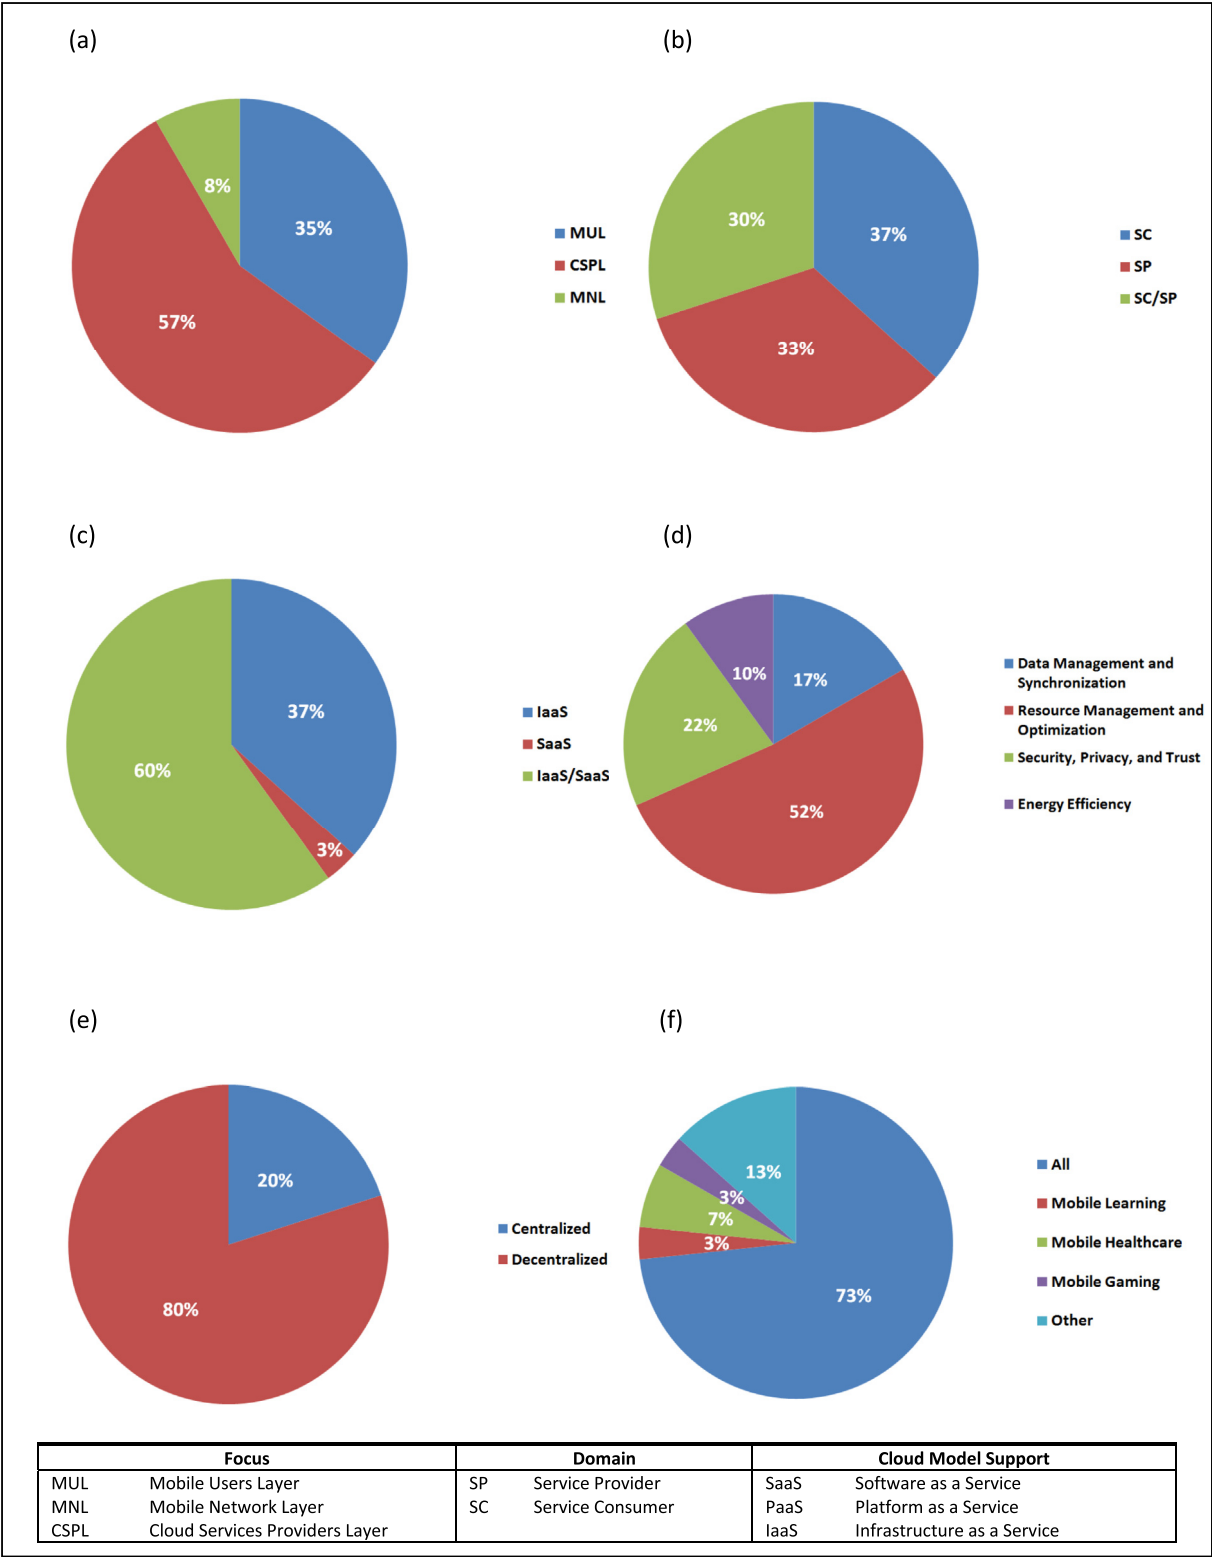 (a)
(b)
8%
35%
57%
MUL
CSPL
MNL
30%
37%
33%
SC
SP
SC/SP
(c)
(d)
37%
60%
3%
IaaS
SaaS
IaaS/SaaS
10%
17%
22%
52%
Data Management and
Synchronization
Resource Management and
Optimization
Security, Privacy, and Trust
Energy Efficiency
(e)
(f)
20%
80%
Centralized
Decentralized
13%
3%
7%
3%
73%
All
Mobile Learning
Mobile Healthcare
Mobile Gaming
Other
Focus Domain Cloud Model Support
MUL Mobile Users Layer SP Service Provider SaaS Software as a Service
MNL Mobile Network Layer SC Service Consumer PaaS Platform as a Service
CSPL Cloud Services Providers Layer IaaS Infrastructure as a Service